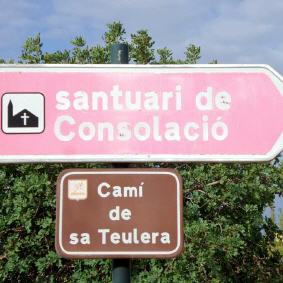 santuari de
Consolació
Camí
de
sa Teulera